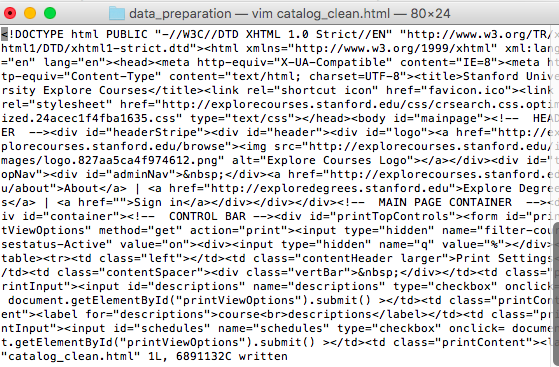 data_preparation — vim catalog_clean.html — 80×24
<!DOCTYPE html PUBLIC "-//W3C//DTD XHTML 1.0 Strict//EN" "http://www.w3.org/TR/x
html1/DTD/xhtml1-strict.dtd"><html xmlns="http://www.w3.org/1999/xhtml" xml:lang
="en" lang="en"><head><meta http-equiv="X-UA-Compatible" content="IE=8"><meta ht
tp-equiv="Content-Type" content="text/html; charset=UTF-8"><title>Stanford Unive
rsity Explore Courses</title><link rel="shortcut icon" href="favicon.ico"><link
rel="stylesheet" href="http://explorecourses.stanford.edu/css/crsearch.css.optim
ized.24acec1f4fba1635.css" type="text/css"></head><body id="mainpage"><!--  HEAD
ER  --><div id="headerStripe"><div id="header"><div id="logo"><a href="http://ex
plorecourses.stanford.edu/browse"><img src="http://explorecourses.stanford.edu/i
mages/logo.827aa5ca4f974612.png" alt="Explore Courses Logo"></a></div><div id="t
opNav"><div id="adminNav">&nbsp;</div><a href="http://explorecourses.stanford.ed
u/about">About</a> | <a href="http://exploredegrees.stanford.edu">Explore Degree
s</a> | <a href="">Sign in</a></div></div></div><!--  MAIN PAGE CONTAINER  --><d
iv id="container"><!--  CONTROL BAR --><div id="printTopControls"><form id="prin
tViewOptions" method="get" action="print"><input type="hidden" name="filter-cour
sestatus-Active" value="on"><div><input type="hidden" name="q" value="%"></div><
table><tr><td class="left"></td><td class="contentHeader larger">Print Settings<
/td><td class="contentSpacer"><div class="vertBar">&nbsp;</div></td><td class="p
rintInput"><input id="descriptions" name="descriptions" type="checkbox" onclick=
document.getElementById("printViewOptions").submit() ></td><td class="printCont
ent"><label for="descriptions">course<br>descriptions</label></td><td class="pri
ntInput"><input id="schedules" name="schedules" type="checkbox" onclick= documen
t.getElementById("printViewOptions").submit() ></td><td class="printContent"><la
"catalog_clean.html" 1L, 6891132C written